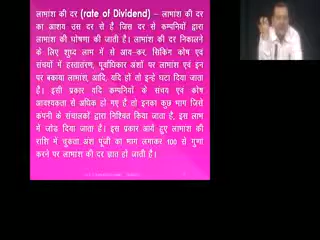 लाभांश की दर (rate of Dividend) – लाभांश की दर
का आशय उस दर से है जिस दर से कम्पनियों द्वारा
लाभांश की घोषणा की जाती है। लाभांश की दर निकालने
के लिए शुद्ध लाभ में से आय–कर, सिंकिंग कोष एवं
संचयों में हस्तांतरण, पूर्वाधिकार अंशों पर लाभांश एवं इन
पर बकाया लाभांश, आदि, यदि हों तो इन्हे घटा दिया जाता
है। इसी प्रकार यदि कम्पनियों के संचय एवं कोष
आवश्यकता से अधिक हो गए हैं तो इनका कुछ भाग जिसे
कंपनी के संचालकों द्वारा निश्चित किया जाता हैं, इस लाभ
में जोड दिया जाता है। इस प्रकार आयें हुए लाभांश की
राशि में चुकता अंश पूंजी का भाग लगाकर 100 से गुणा
करने पर लाभांश की दर ज्ञात हो जाती है।